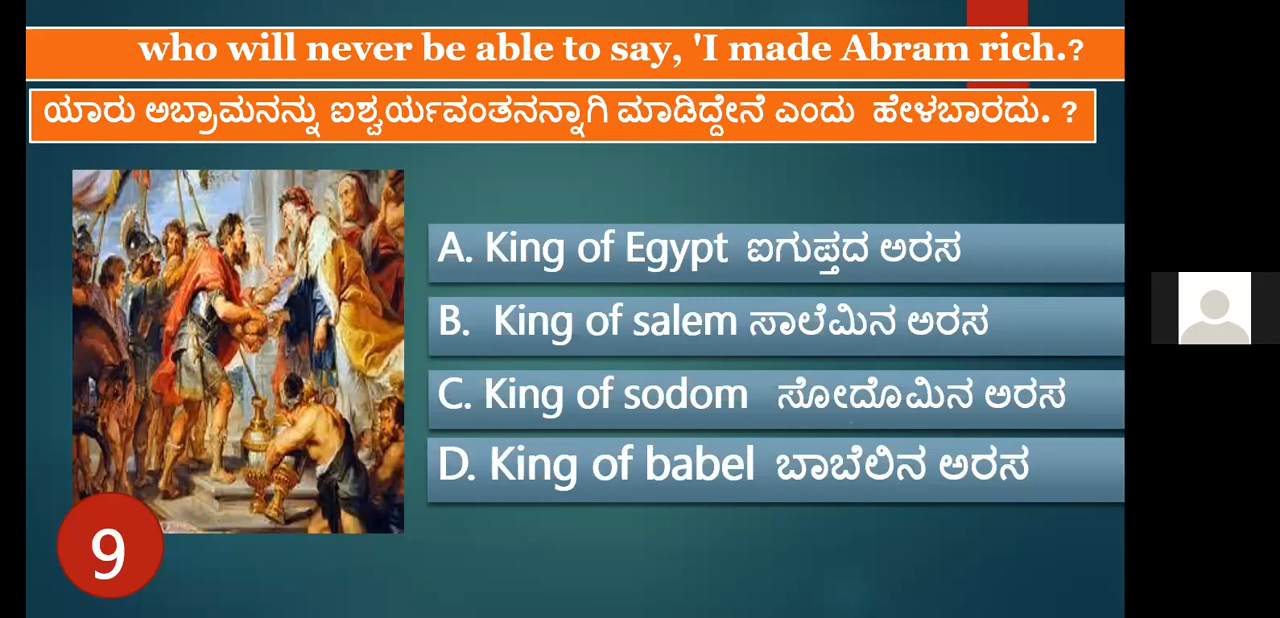 who will never be able to say, 'I made Abram rich.?
ಯಾರು ಅಬ್ರಾಮನನ್ನು ಐಶ್ವರ್ಯವಂತನನ್ನಾಗಿ ಮಾಡಿದ್ದೇನೆ ಎಂದು ಹೇಳಬಾರದು. ?
A. King of Egypt ಐಗುಪ್ತದ ಅರಸ
B. King of salem ಸಾಲೆಮಿನ ಅರಸ
C. King of sodom ಸೋದೊಮಿನ ಅರಸ
D. King of babel ಬಾಬೆಲಿನ ಅರಸ
9